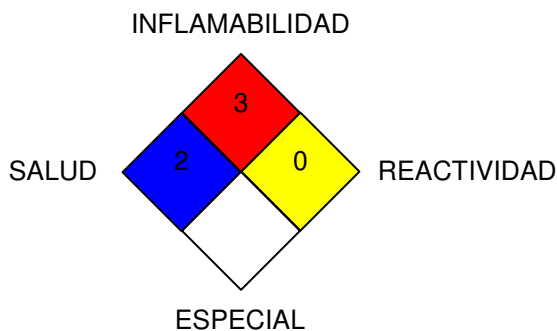 INFLAMABILIDAD
3
SALUD
2
0
REACTIVIDAD
ESPECIAL